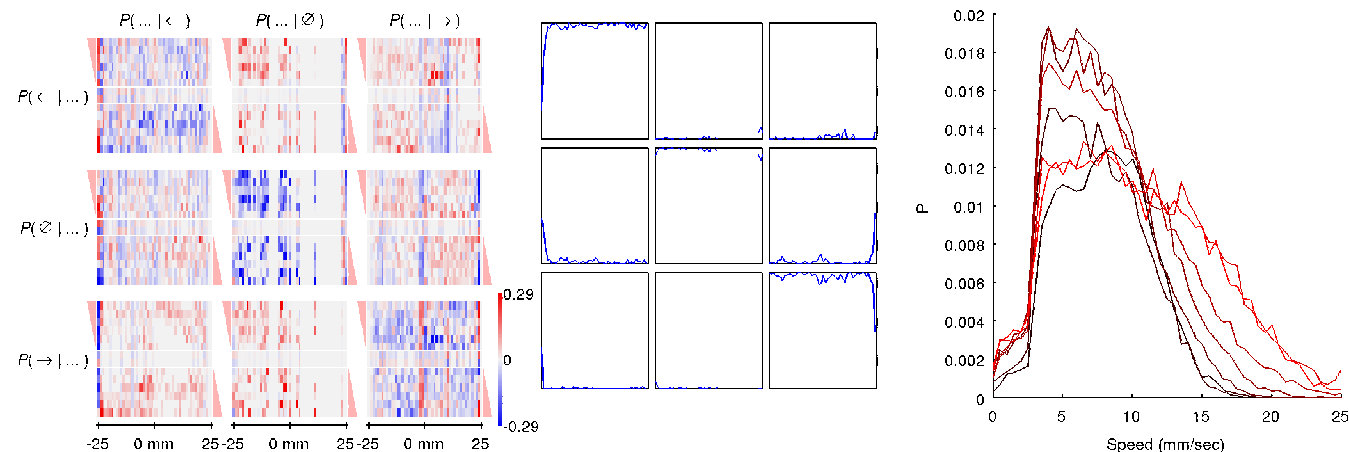 P( ... | ← )
P( ... | ∅ )
P( ... | → )
P( ← | ... )
P( ∅ | ... )
P( → | ... )
0.29
0
-0.29
-25 0 mm 25 -25 0 mm 25 -25 0 mm 25
0.02
0.018
0.016
0.014
0.012
0.01
0.008
0.006
0.004
0.002
0
P
0 5 10 15 20 25
Speed (mm/sec)